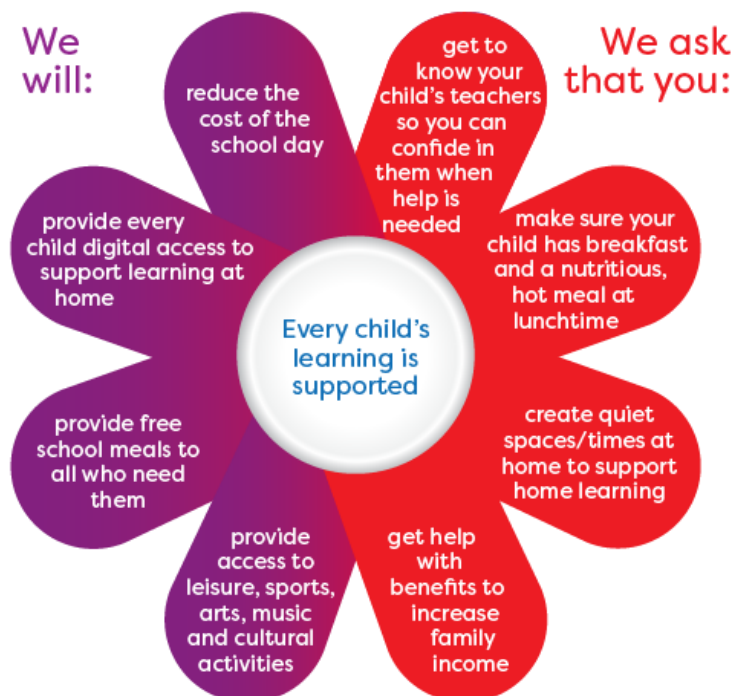 We
will:
reduce the
cost of the
school day
provide every
child digital access to
support learning at
home
provide free
school meals to
all who need
them
provide
access to
leisure, sports,
arts, music
and cultural
activities
Every child's
learning is
supported
We ask
that you:
get to
know your
child's teachers
so you can
confide in
them when
help is
needed
make sure your
child has breakfast
and a nutritious,
hot meal at
lunchtime
create quiet
spaces/times at
home to support
home learning
get help
with
benefits to
increase
family
income